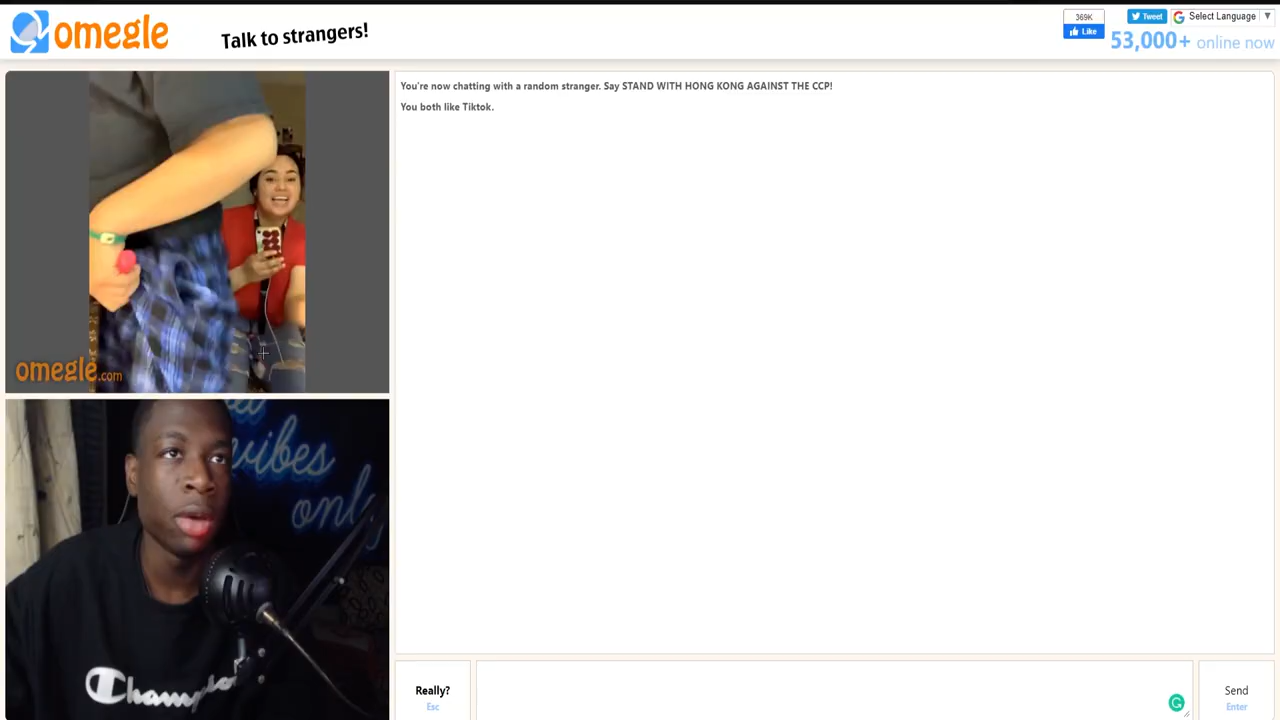 omegle
Talk to strangers!
369K
Like
Tweet
Select Language
53,000+ online now
You're now chatting with a random stranger. Say STAND WITH HONG KONG AGAINST THE CCP!
You both like Tiktok.
omegle.com
vibes
only
Champion
Really?
Esc
Send
Enter